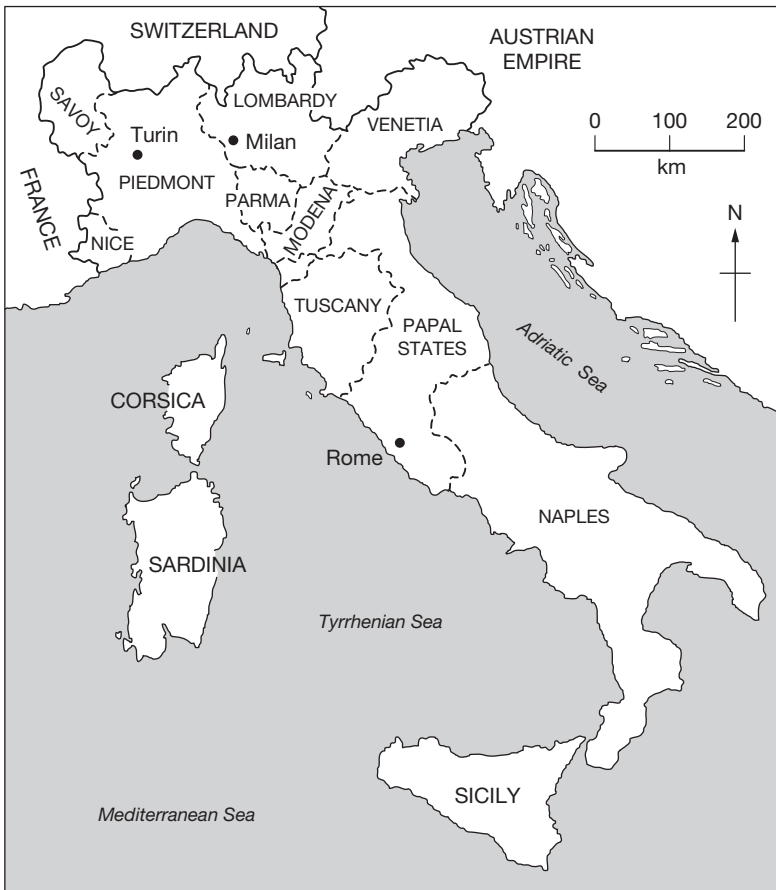 SWITZERLAND
AUSTRIAN
EMPIRE
SAVOY
LOMBARDY
VENETIA
Turin
Milan
0 100 200
km
PIEDMONT
FRANCE
PARMA
MODENA
NICE
N
TUSCANY
PAPAL
STATES
Adriatic Sea
CORSICA
Rome
NAPLES
SARDINIA
Tyrrhenian Sea
SICILY
Mediterranean Sea